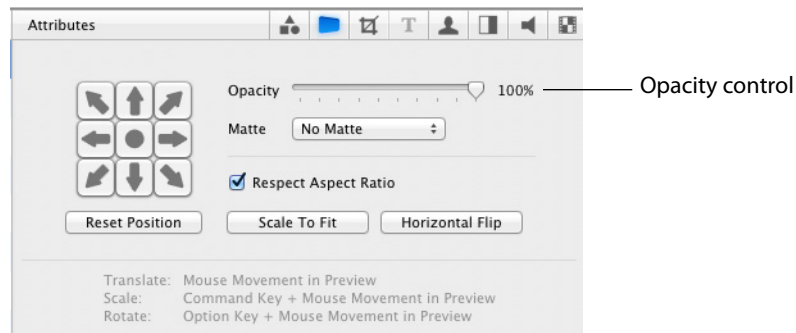 Attributes
T
Opacity 100% Opacity control
Matte No Matte
Respect Aspect Ratio
Reset Position Scale To Fit Horizontal Flip
Translate: Mouse Movement in Preview
Scale: Command Key + Mouse Movement in Preview
Rotate: Option Key + Mouse Movement in Preview